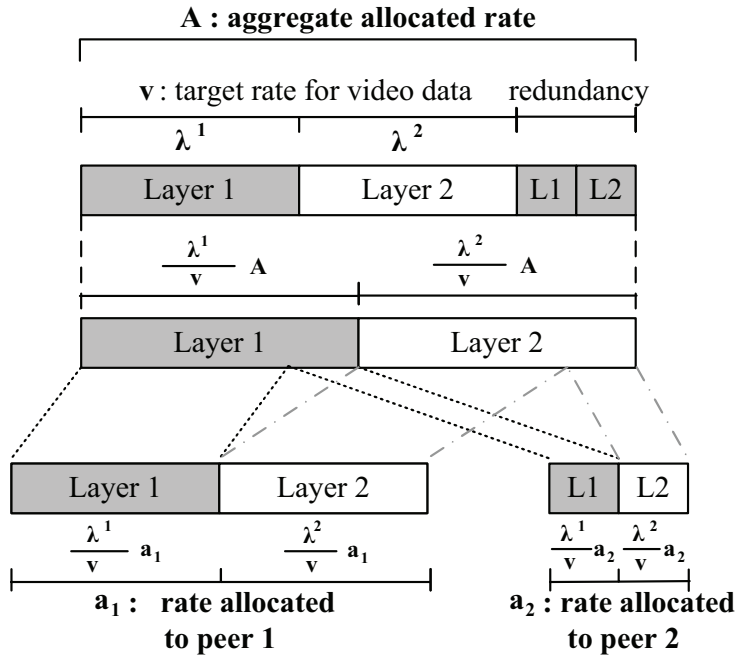 A : aggregate allocated rate
v : target rate for video data redundancy
λ¹ λ²
Layer 1 Layer 2 L1 L2
λ¹/v A λ²/v A
Layer 1 Layer 2
Layer 1 Layer 2 L1 L2
λ¹/v a₁ λ²/v a₁ λ¹/v a₂ λ²/v a₂
a₁ : rate allocated a₂ : rate allocated
to peer 1 to peer 2